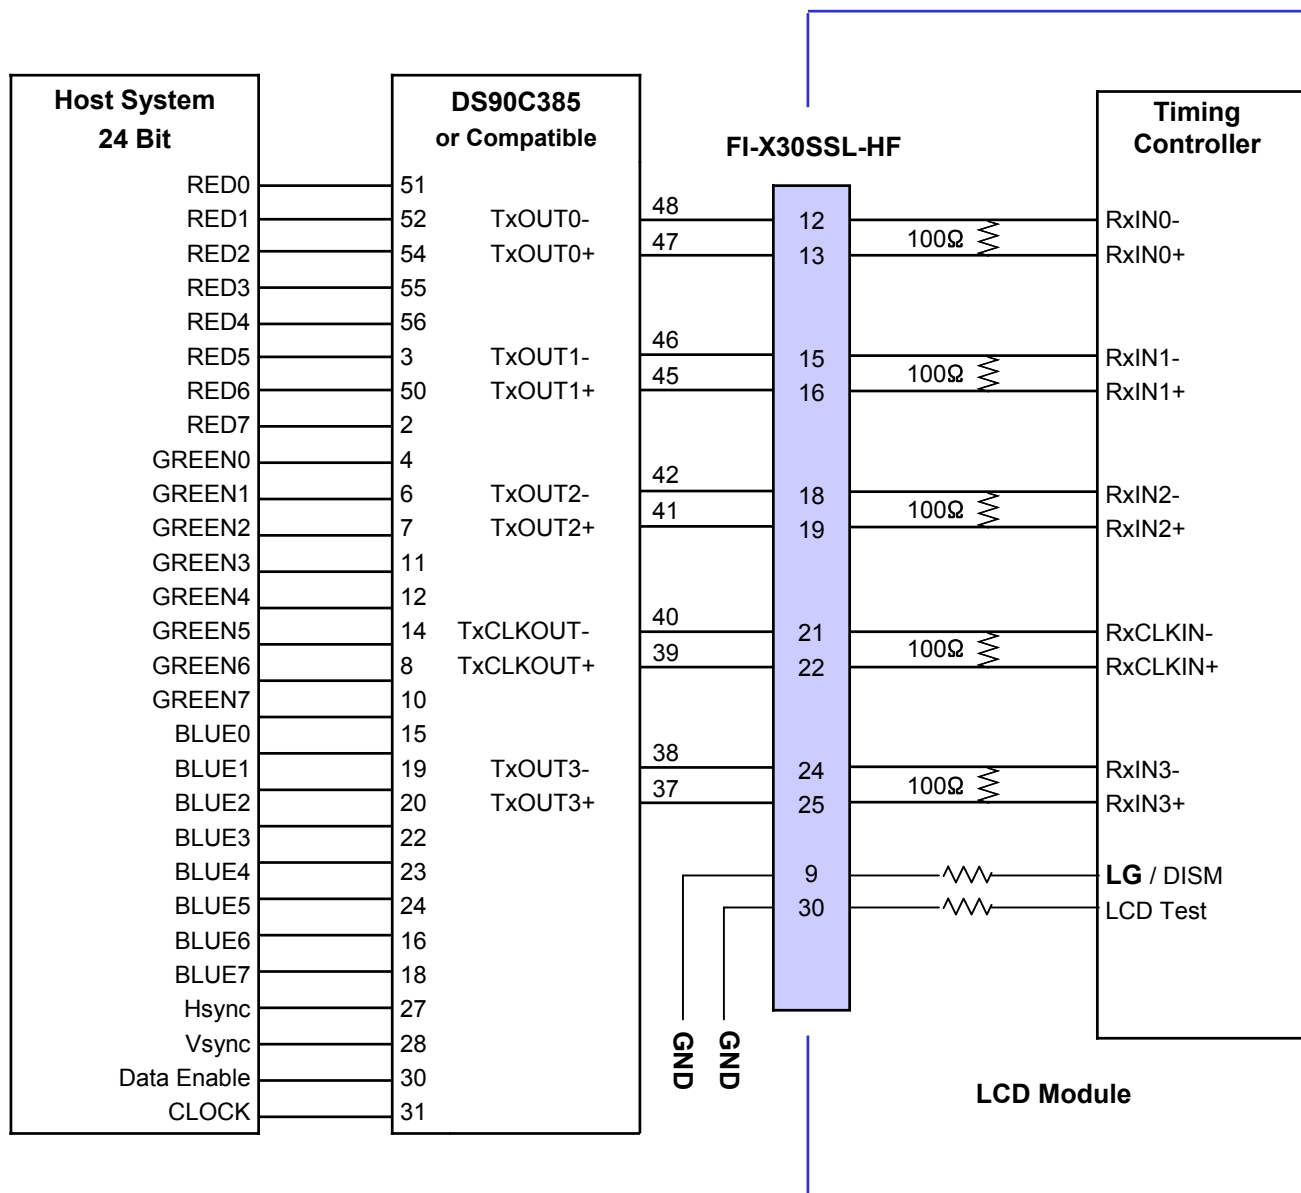 Host System
24 Bit
RED0
RED1
RED2
RED3
RED4
RED5
RED6
RED7
GREEN0
GREEN1
GREEN2
GREEN3
GREEN4
GREEN5
GREEN6
GREEN7
BLUE0
BLUE1
BLUE2
BLUE3
BLUE4
BLUE5
BLUE6
BLUE7
Hsync
Vsync
Data Enable
CLOCK
DS90C385
or Compatible
51
52
54
55
56
3
50
2
4
6
7
11
12
14
8
10
15
19
20
22
23
24
16
18
27
28
30
31
TxOUT0-
TxOUT0+
TxOUT1-
TxOUT1+
TxOUT2-
TxOUT2+
TxCLKOUT-
TxCLKOUT+
TxOUT3-
TxOUT3+
48
47
46
45
42
41
40
39
38
37
GND
GND
FI-X30SSL-HF
12
13
15
16
18
19
21
22
24
25
9
30
100Ω
100Ω
100Ω
100Ω
100Ω
Timing
Controller
RxIN0-
RxIN0+
RxIN1-
RxIN1+
RxIN2-
RxIN2+
RxCLKIN-
RxCLKIN+
RxIN3-
RxIN3+
LG / DISM
LCD Test
LCD Module